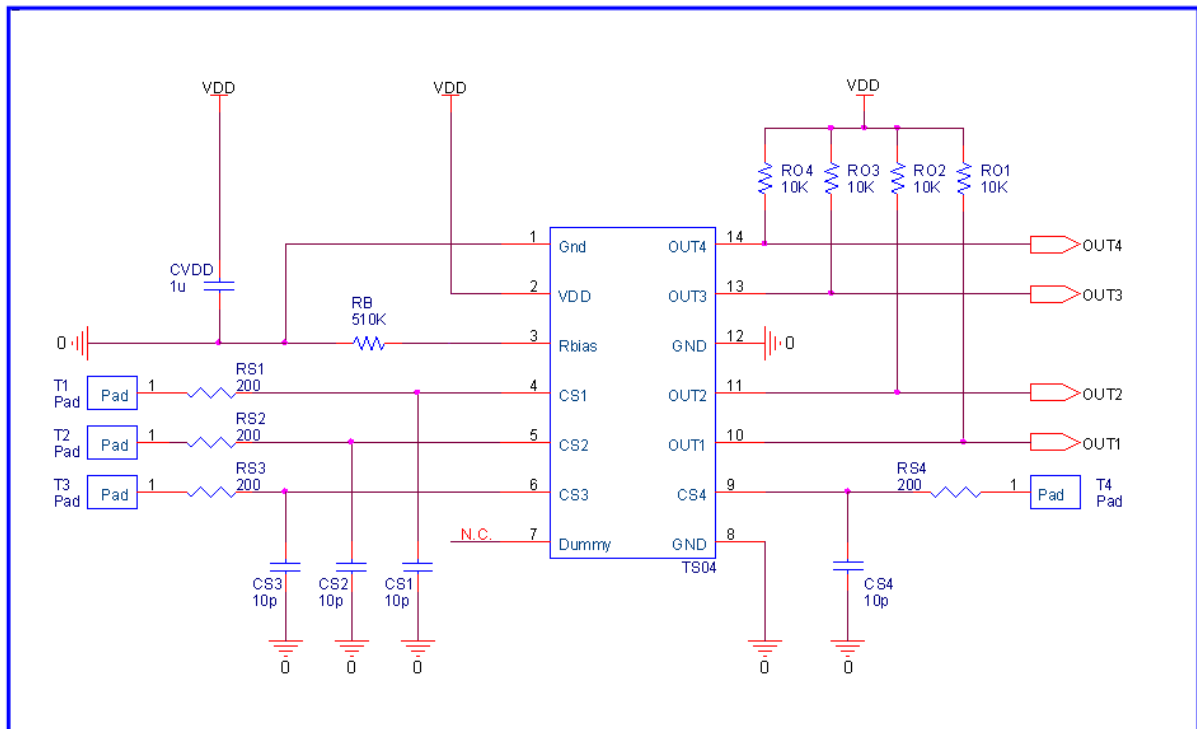 VDD
VDD
VDD
RO4
10K
RO3
10K
RO2
10K
RO1
10K
CVDD
1u
0
RB
510K
1
Gnd
2
VDD
3
Rbias
4
CS1
5
CS2
6
CS3
7
Dummy
N.C.
14
OUT4
13
OUT3
12
GND
0
11
OUT2
10
OUT1
9
CS4
8
GND
TS04
OUT4
OUT3
OUT2
OUT1
T1
Pad
Pad
1
RS1
200
T2
Pad
Pad
1
RS2
200
T3
Pad
Pad
1
RS3
200
RS4
200
1
Pad
T4
Pad
CS3
10p
CS2
10p
CS1
10p
CS4
10p
0
0
0
0
0